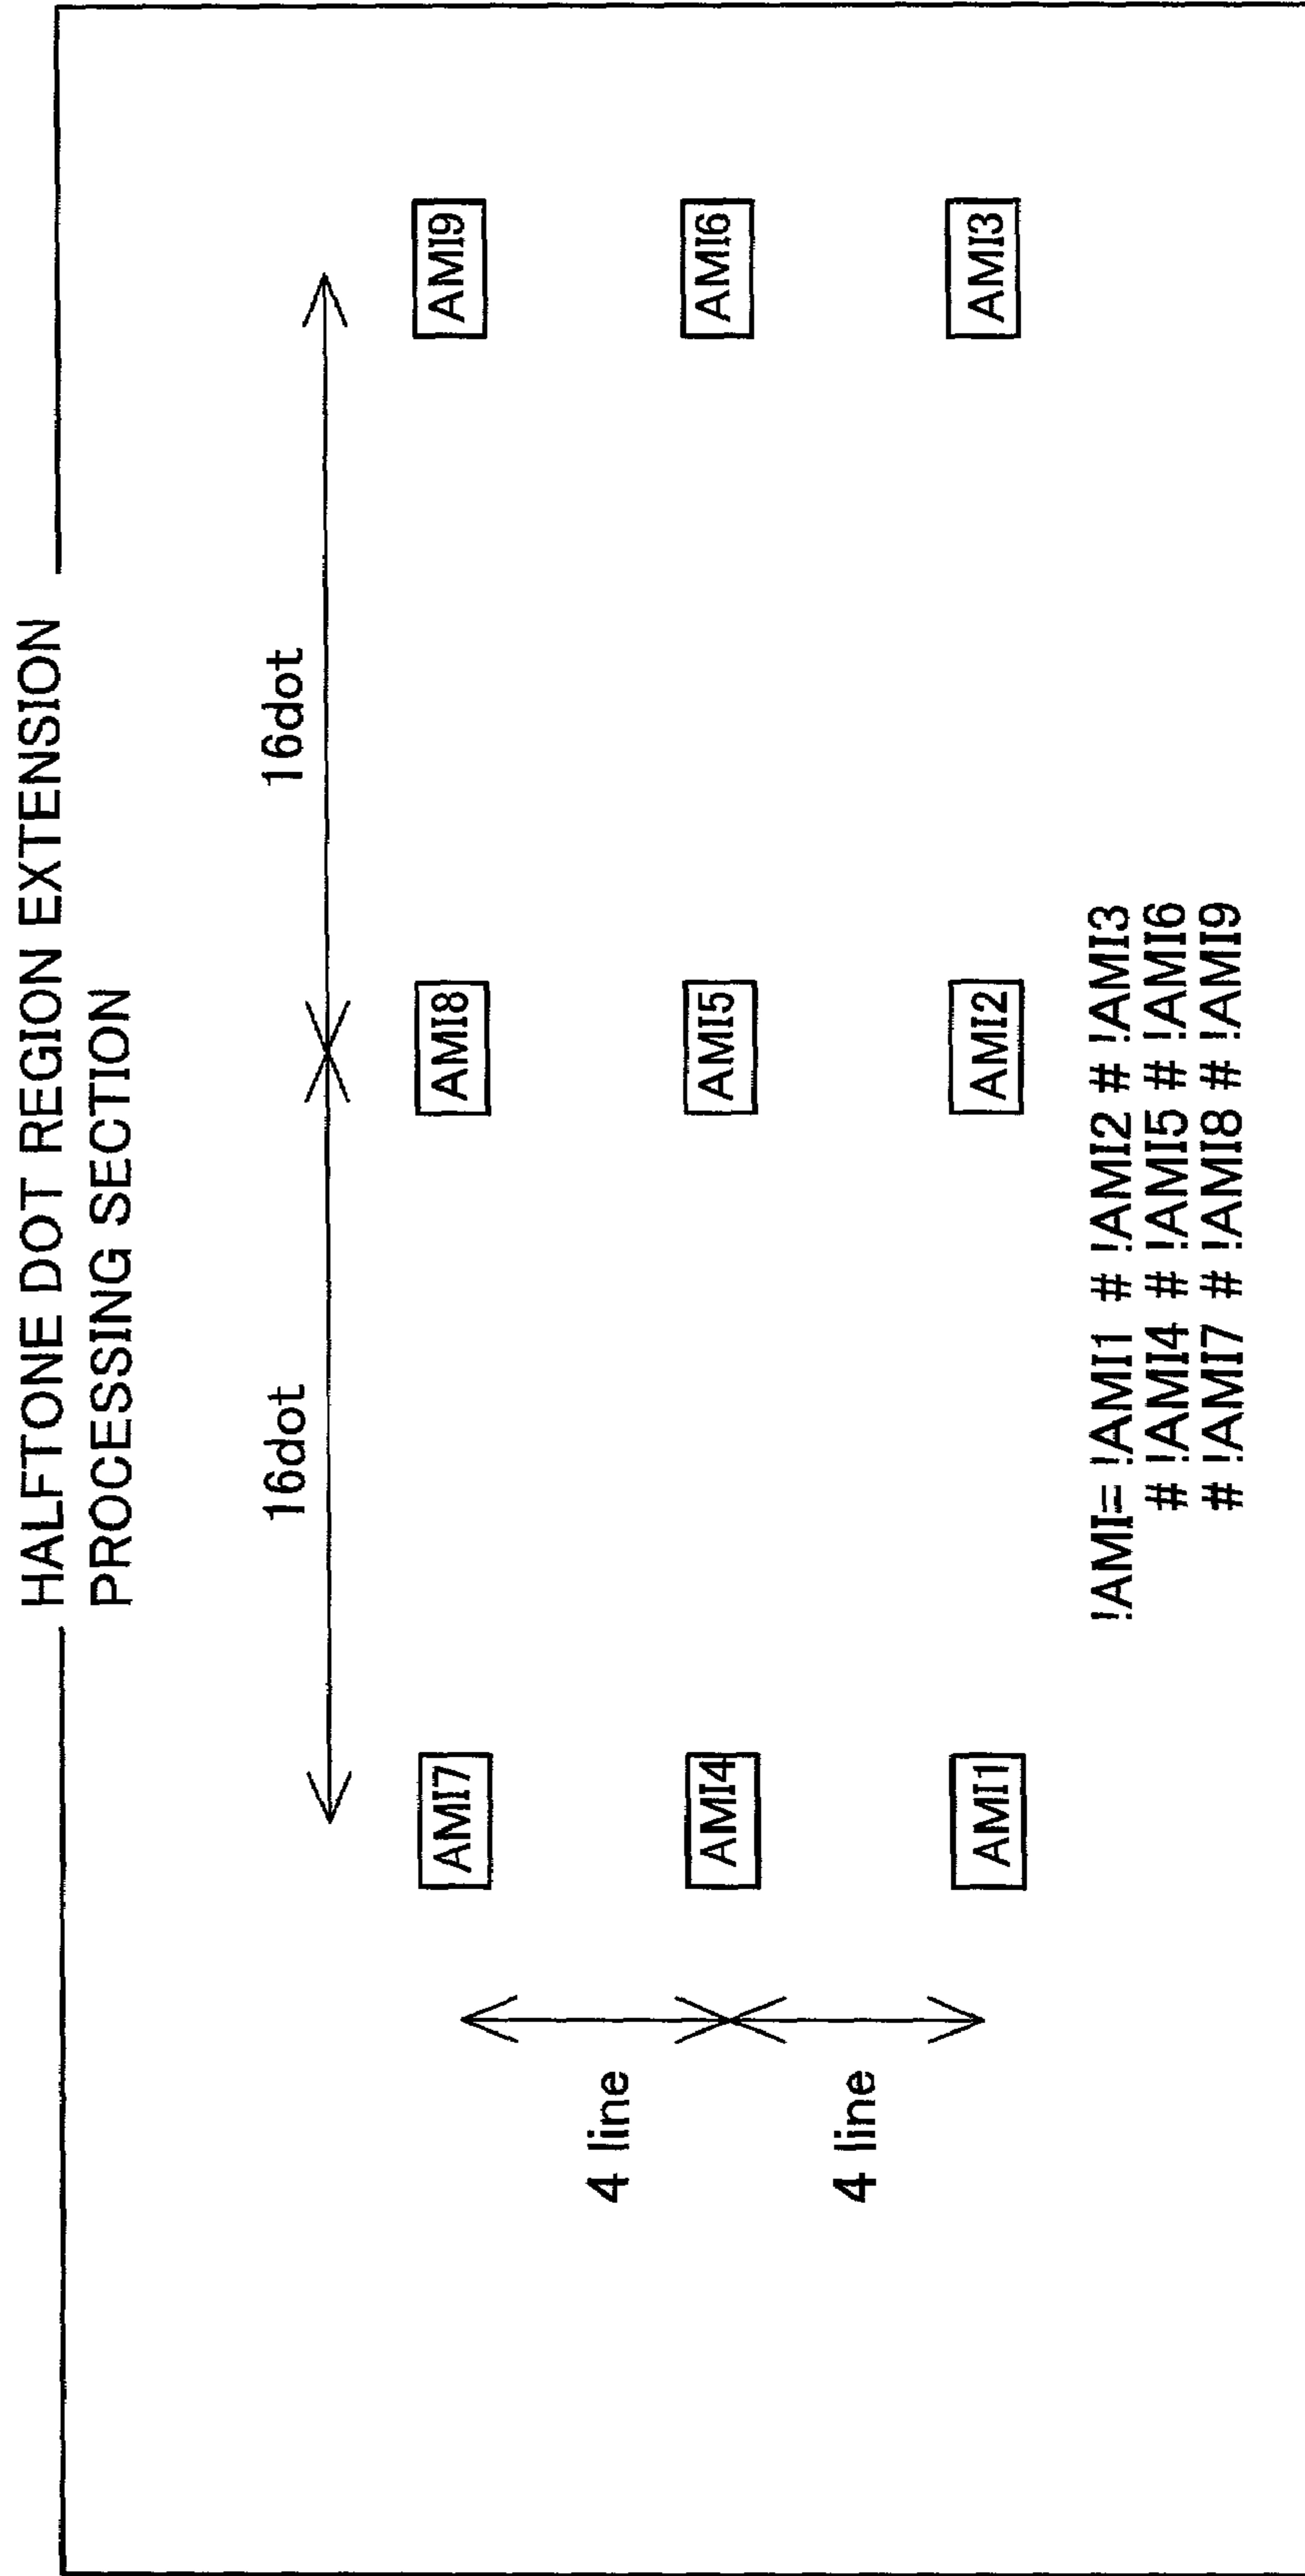 HALFTONE DOT REGION EXTENSION
PROCESSING SECTION
16dot 16dot
AMI7 AMI8 AMI9
4 line
AMI4 AMI5 AMI6
4 line
AMI1 AMI2 AMI3
!AMI= !AMI1 # !AMI2 # !AMI3
# !AMI4 # !AMI5 # !AMI6
# !AMI7 # !AMI8 # !AMI9